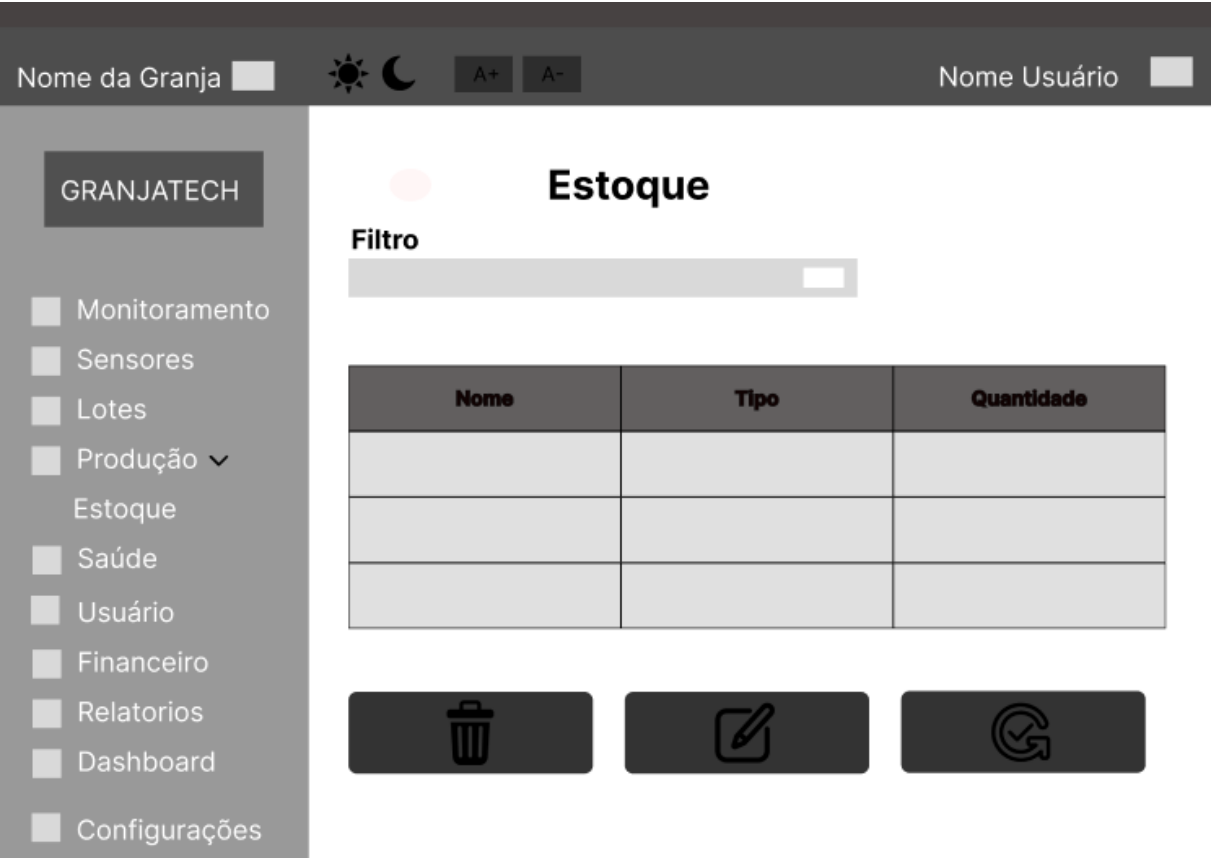 Nome da Granja
A+ A-
Nome Usuário
GRANJATECH
Monitoramento
Sensores
Lotes
Produção
Estoque
Saúde
Usuário
Financeiro
Relatorios
Dashboard
Configurações
Estoque
Filtro
Nome Tipo Quantidade